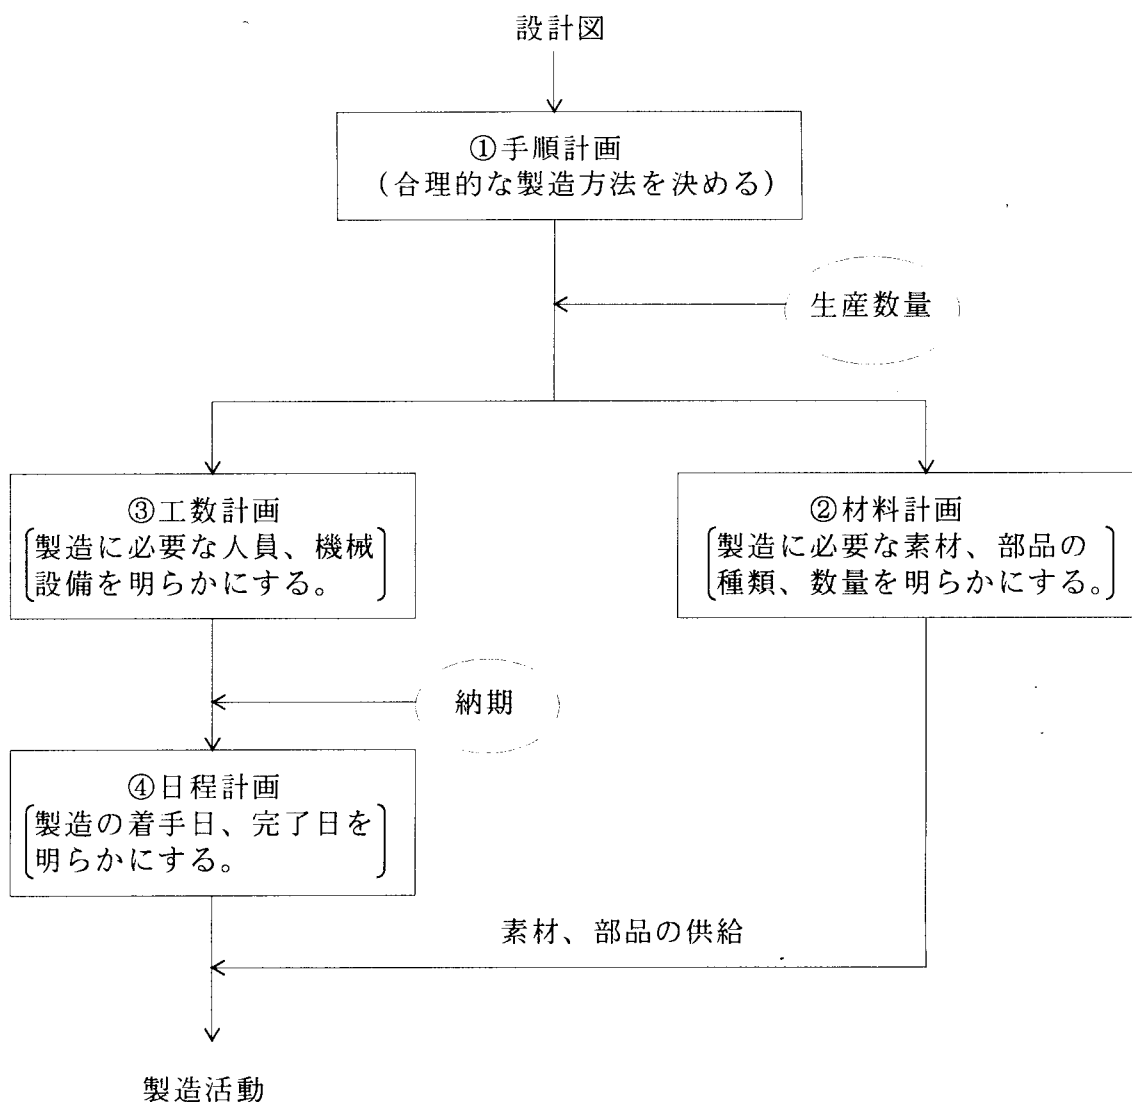 設計図
①手順計画
（合理的な製造方法を決める）
生産数量
③工数計画
製造に必要な人員、機械
設備を明らかにする。
②材料計画
製造に必要な素材、部品の
種類、数量を明らかにする。
納期
④日程計画
製造の着手日、完了日を
明らかにする。
素材、部品の供給
製造活動